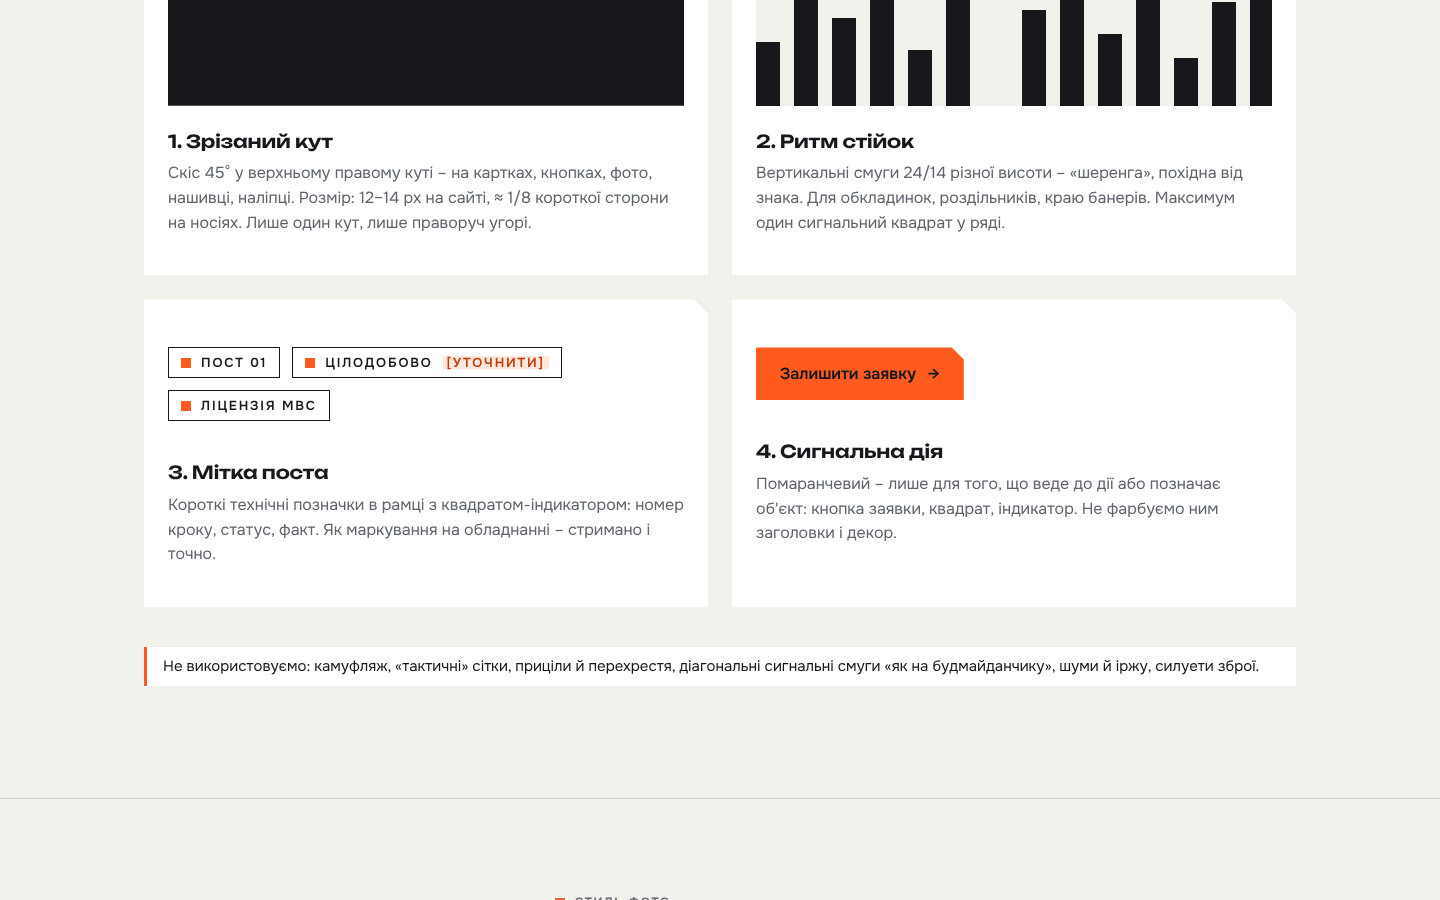 1. Зрізаний кут
Скіс 45° у верхньому правому куті – на картках, кнопках, фото,
нашивці, наліпці. Розмір: 12–14 px на сайті, ≈ 1/8 короткої сторони
на носіях. Лише один кут, лише праворуч угорі.
2. Ритм стійок
Вертикальні смуги 24/14 різної висоти – «шеренга», похідна від
знака. Для обкладинок, роздільників, краю банерів. Максимум
один сигнальний квадрат у ряді.
ПОСТ 01
ЦІЛОДОБОВО [УТОЧНИТИ]
ЛІЦЕНЗІЯ МВС
3. Мітка поста
Короткі технічні позначки в рамці з квадратом-індикатором: номер
кроку, статус, факт. Як маркування на обладнанні – стримано і
точно.
Залишити заявку →
4. Сигнальна дія
Помаранчевий – лише для того, що веде до дії або позначає
об'єкт: кнопка заявки, квадрат, індикатор. Не фарбуємо ним
заголовки і декор.
Не використовуємо: камуфляж, «тактичні» сітки, приціли й перехрестя, діагональні сигнальні смуги «як на будмайданчику», шуми й іржу, силуети зброї.
СТИЛЬ ФОТО